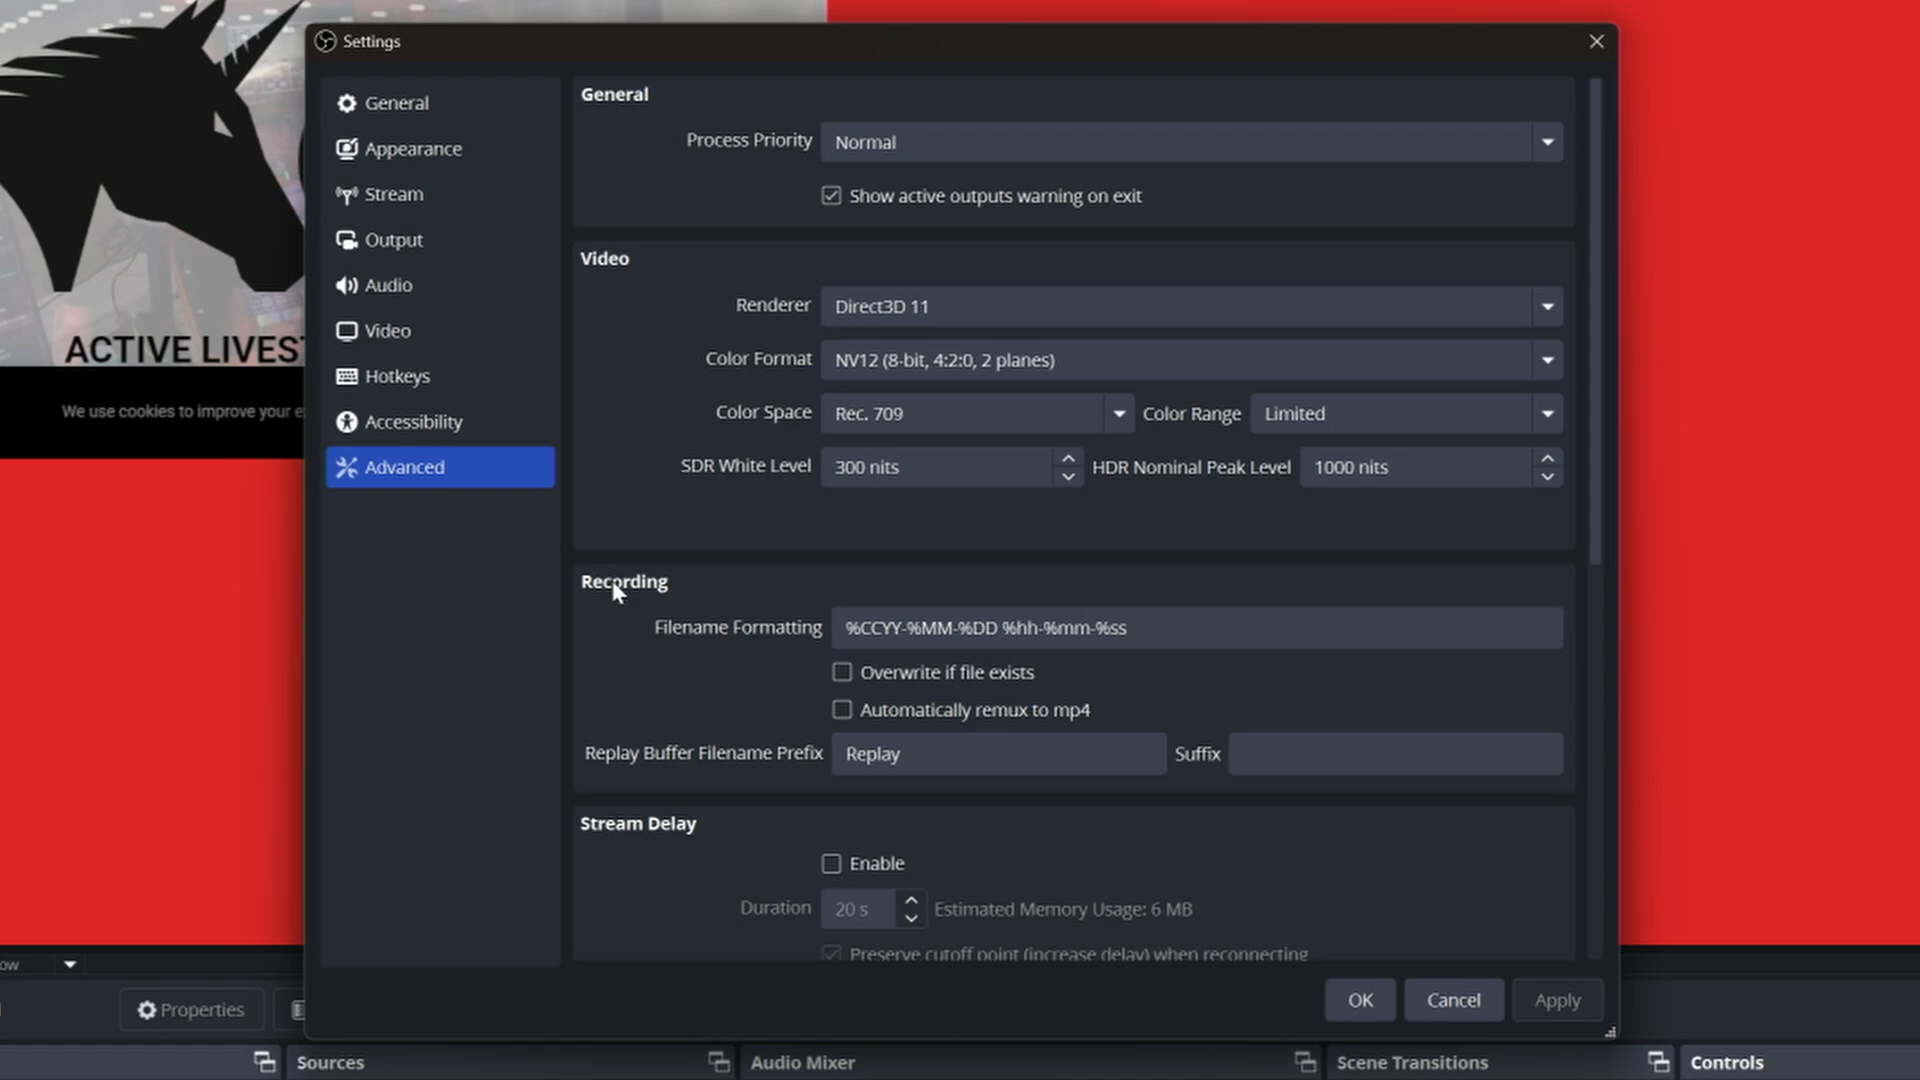 Settings
General
Appearance
Stream
Output
Audio
Video
Hotkeys
Accessibility
Advanced
General
Process Priority Normal
Show active outputs warning on exit
Video
Renderer Direct3D 11
Color Format NV12 (8-bit, 4:2:0, 2 planes)
Color Space Rec. 709 Color Range Limited
SDR White Level 300 nits HDR Nominal Peak Level 1000 nits
Recording
Filename Formatting %CCYY-%MM-%DD %hh-%mm-%ss
Overwrite if file exists
Automatically remux to mp4
Replay Buffer Filename Prefix Replay Suffix
Stream Delay
Enable
Duration 20 s Estimated Memory Usage: 6 MB
Preserve cutoff point (increase delay) when reconnecting
OK Cancel Apply
ACTIVE LIVEST
We use cookies to improve your e
ow
Properties
Sources Audio Mixer Scene Transitions Controls